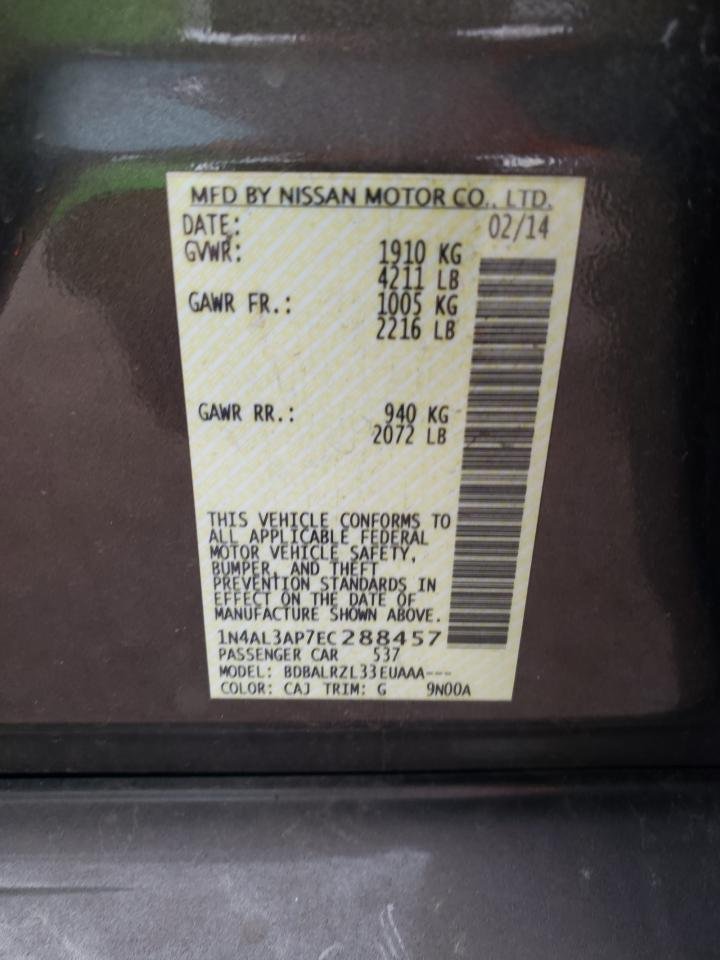 MFD BY NISSAN MOTOR CO., LTD.
DATE: 02/14
GVWR: 1910 KG
4211 LB
GAWR FR.: 1005 KG
2216 LB
GAWR RR.: 940 KG
2072 LB
THIS VEHICLE CONFORMS TO
ALL APPLICABLE FEDERAL
MOTOR VEHICLE SAFETY,
BUMPER, AND THEFT
PREVENTION STANDARDS IN
EFFECT ON THE DATE OF
MANUFACTURE SHOWN ABOVE.
1N4AL3AP7EC288457
PASSENGER CAR 537
MODEL: BDBALRZL33EUAAA---
COLOR: CAJ TRIM: G 9N00A